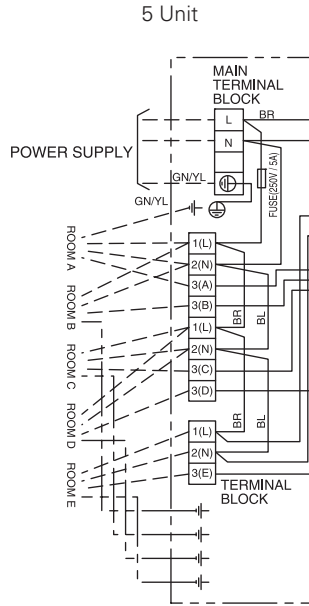 5 Unit
MAIN
TERMINAL
BLOCK
L
BR
N
POWER SUPPLY
GN/YL
GN/YL
FUSE(250V / 5A)
ROOM A
ROOM B
ROOM C
ROOM D
ROOM E
1(L)
2(N)
3(A)
3(B)
1(L)
2(N)
3(C)
3(D)
BR
BL
BR
BL
1(L)
2(N)
3(E)
TERMINAL
BLOCK